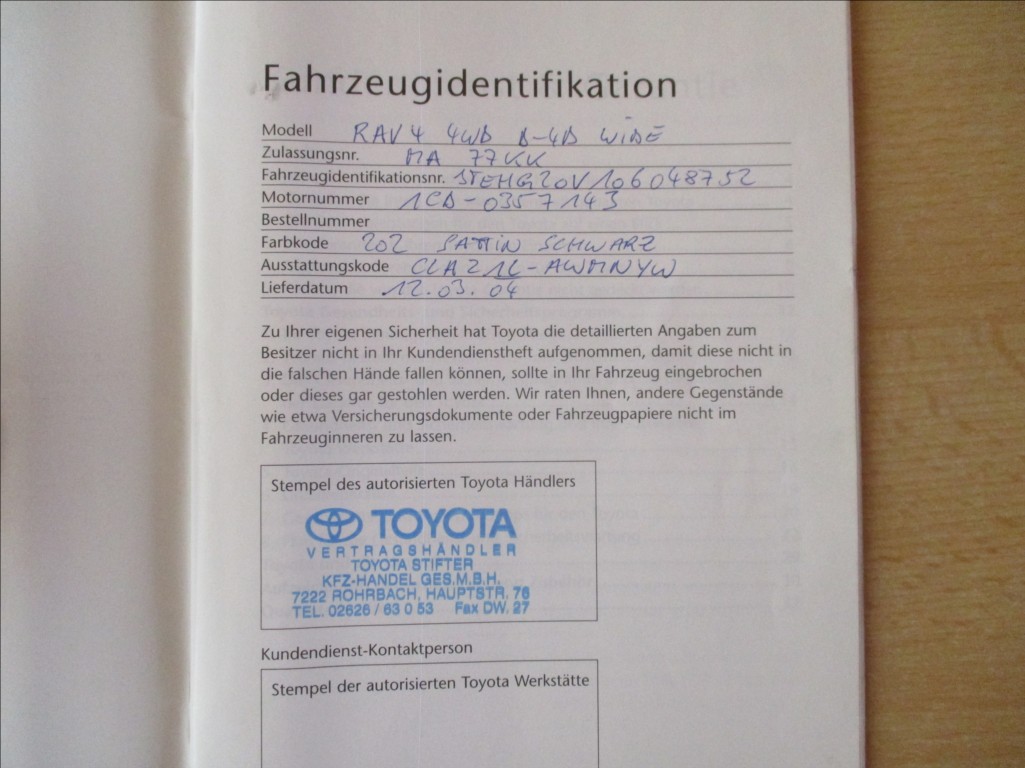 Fahrzeugidentifikation
Modell RAV4 4WD D-4D WIDE
Zulassungsnr. MA 77KK
Fahrzeugidentifikationsnr. JTEHG20V106048752
Motornummer 1CD-0357143
Bestellnummer
Farbkode 202 SATTIN SCHWARZ
Ausstattungskode CLA21L-AWMNYW
Lieferdatum 12.03.04
Zu Ihrer eigenen Sicherheit hat Toyota die detaillierten Angaben zum
Besitzer nicht in Ihr Kundendienstheft aufgenommen, damit diese nicht in
die falschen Hände fallen können, sollte in Ihr Fahrzeug eingebrochen
oder dieses gar gestohlen werden. Wir raten Ihnen, andere Gegenstände
wie etwa Versicherungsdokumente oder Fahrzeugpapiere nicht im
Fahrzeuginneren zu lassen.
Stempel des autorisierten Toyota Händlers
TOYOTA
VERTRAGSHÄNDLER
TOYOTA STIFTER
KFZ-HANDEL GES.M.B.H.
7222 ROHRBACH, HAUPTSTR. 76
TEL. 02626 / 63 0 53 Fax DW. 27
Kundendienst-Kontaktperson
Stempel der autorisierten Toyota Werkstätte